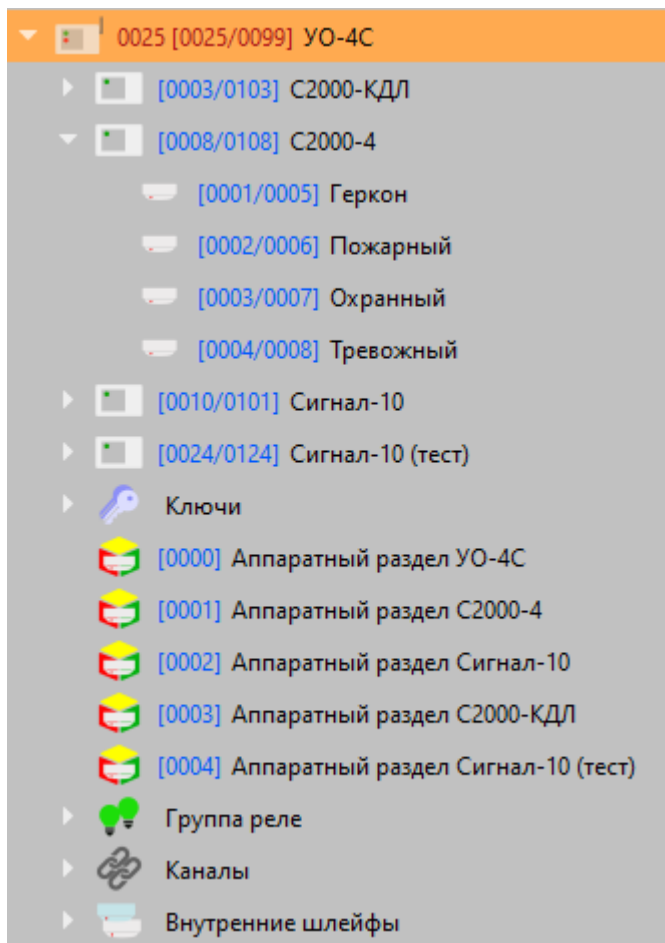 0025 [0025/0099] УО-4С
[0003/0103] С2000-КДЛ
[0008/0108] С2000-4
[0001/0005] Геркон
[0002/0006] Пожарный
[0003/0007] Охранный
[0004/0008] Тревожный
[0010/0101] Сигнал-10
[0024/0124] Сигнал-10 (тест)
Ключи
[0000] Аппаратный раздел УО-4С
[0001] Аппаратный раздел С2000-4
[0002] Аппаратный раздел Сигнал-10
[0003] Аппаратный раздел С2000-КДЛ
[0004] Аппаратный раздел Сигнал-10 (тест)
Группа реле
Каналы
Внутренние шлейфы